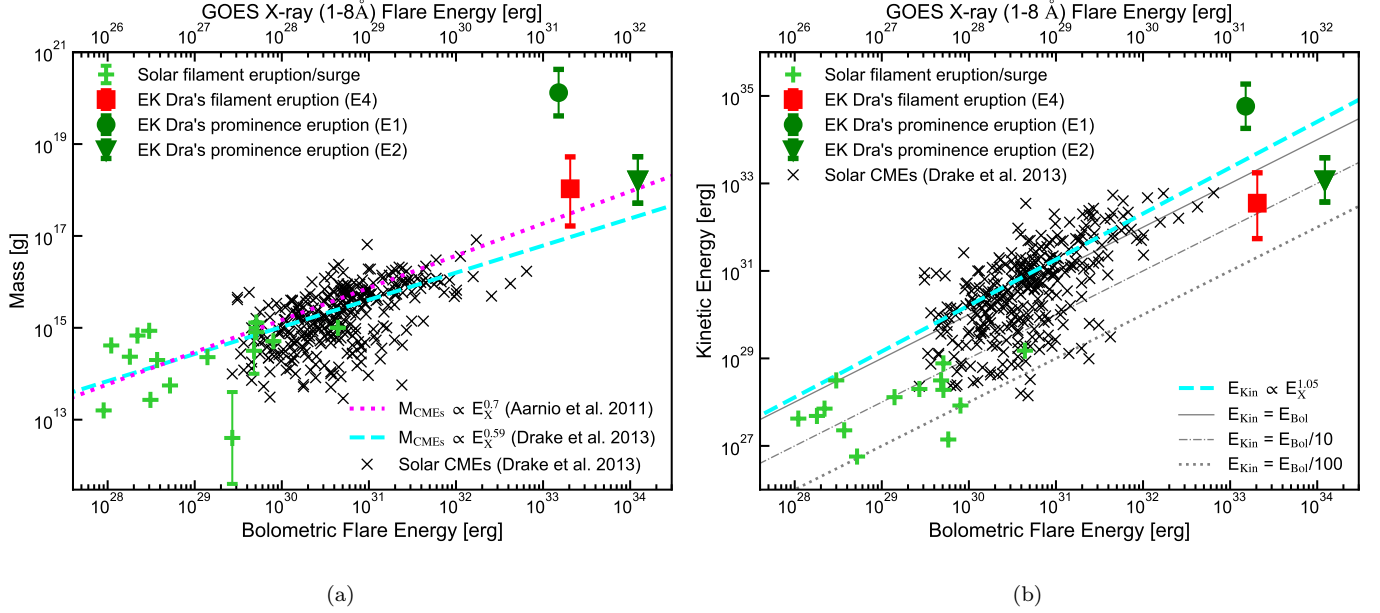 GOES X-ray (1-8Å) Flare Energy [erg]
10^26 10^27 10^28 10^29 10^30 10^31 10^32
10^21
10^19
10^17
10^15
10^13
Mass [g]
Solar filament eruption/surge
EK Dra's filament eruption (E4)
EK Dra's prominence eruption (E1)
EK Dra's prominence eruption (E2)
M_CMEs ∝ E_X^0.7 (Aarnio et al. 2011)
M_CMEs ∝ E_X^0.59 (Drake et al. 2013)
Solar CMEs (Drake et al. 2013)
10^28 10^29 10^30 10^31 10^32 10^33 10^34
Bolometric Flare Energy [erg]
(a)
GOES X-ray (1-8 Å) Flare Energy [erg]
10^26 10^27 10^28 10^29 10^30 10^31 10^32
10^35
10^33
10^31
10^29
10^27
Kinetic Energy [erg]
Solar filament eruption/surge
EK Dra's filament eruption (E4)
EK Dra's prominence eruption (E1)
EK Dra's prominence eruption (E2)
Solar CMEs (Drake et al. 2013)
E_Kin ∝ E_X^1.05
E_Kin = E_Bol
E_Kin = E_Bol/10
E_Kin = E_Bol/100
10^28 10^29 10^30 10^31 10^32 10^33 10^34
Bolometric Flare Energy [erg]
(b)